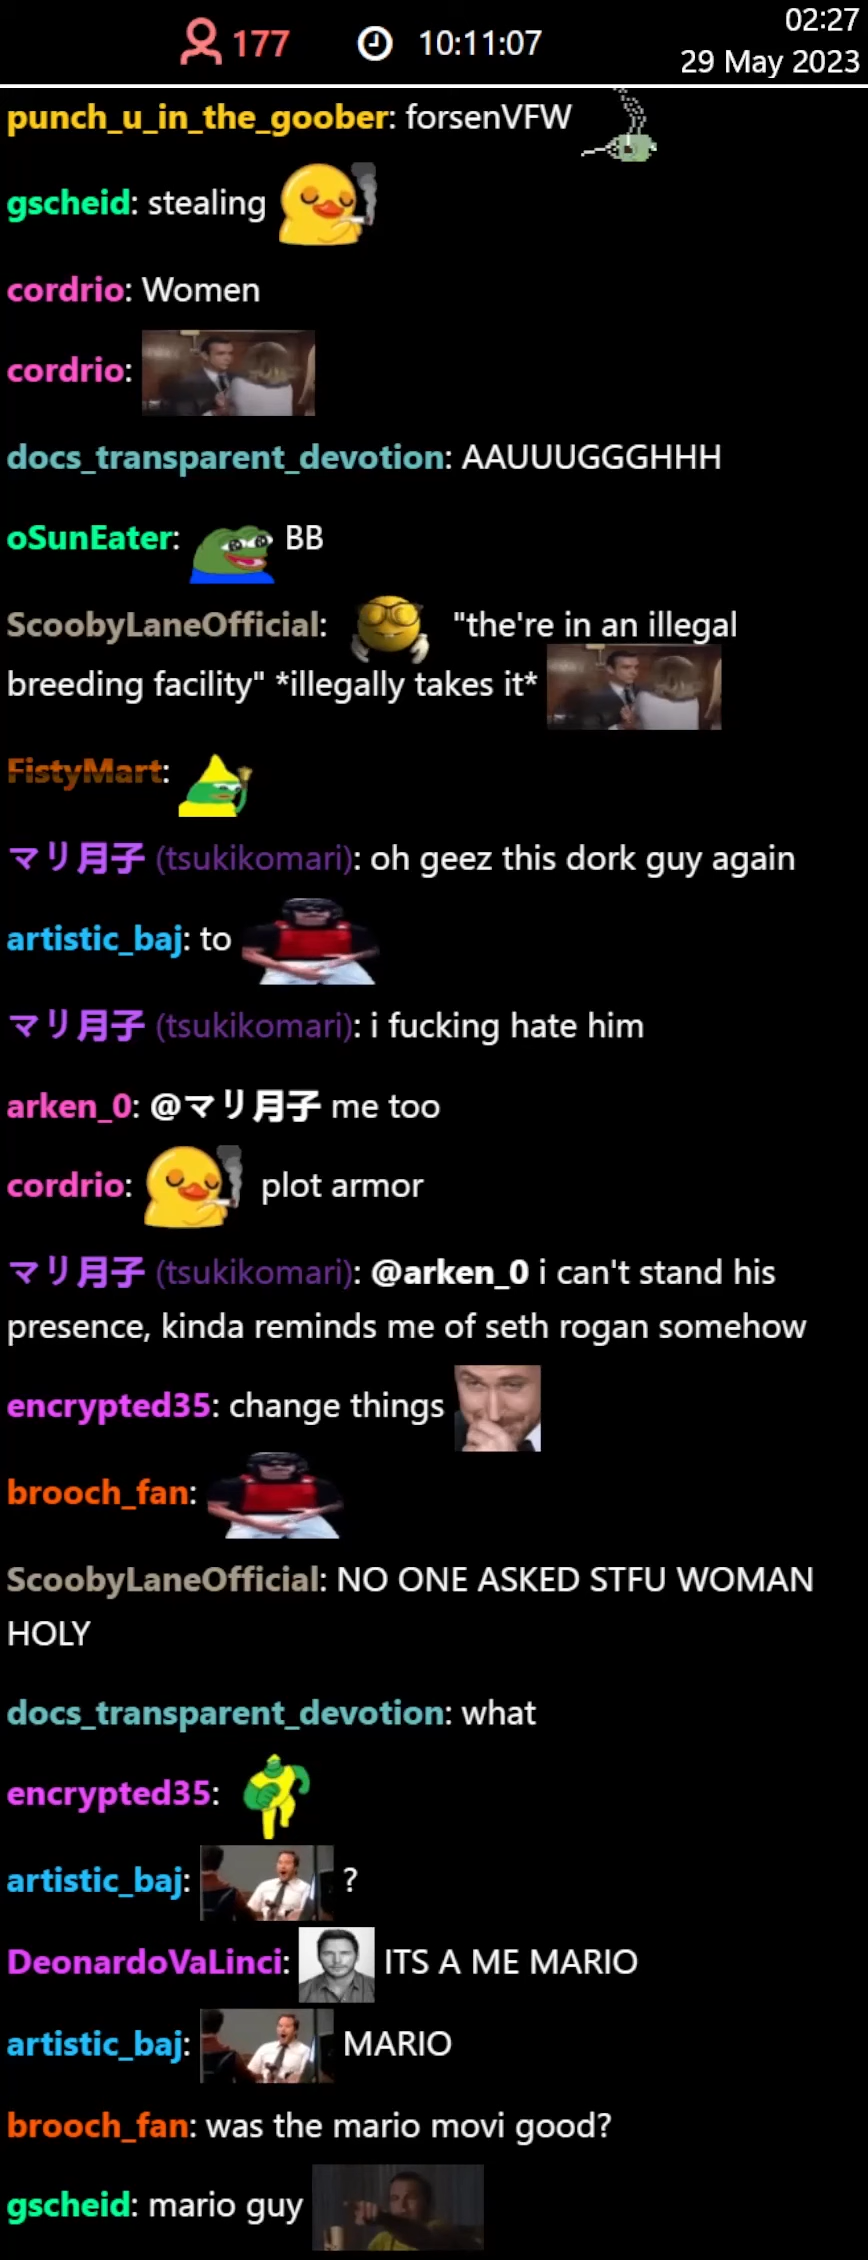 177
10:11:07
02:27
29 May 2023
punch_u_in_the_goober: forsenVFW
gscheid: stealing
cordrio: Women
cordrio:
docs_transparent_devotion: AAUUUGGGHHH
oSunEater: BB
ScoobyLaneOfficial: "the're in an illegal
breeding facility" *illegally takes it*
FistyMart:
マリ月子 (tsukikomari): oh geez this dork guy again
artistic_baj: to
マリ月子 (tsukikomari): i fucking hate him
arken_0: @マリ月子 me too
cordrio: plot armor
マリ月子 (tsukikomari): @arken_0 i can't stand his
presence, kinda reminds me of seth rogan somehow
encrypted35: change things
brooch_fan:
ScoobyLaneOfficial: NO ONE ASKED STFU WOMAN
HOLY
docs_transparent_devotion: what
encrypted35:
artistic_baj: ?
DeonardoVaLinci: ITS A ME MARIO
artistic_baj: MARIO
brooch_fan: was the mario movi good?
gscheid: mario guy